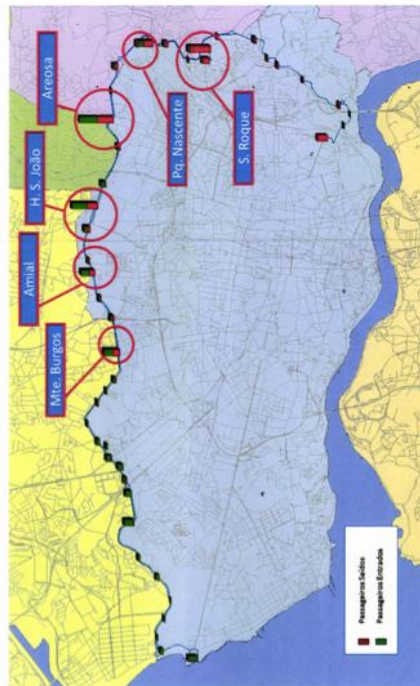 Mte. Burgos
Amial
H. S. João
Areosa
Pq. Nascente
S. Roque
Passageiros Saídos
Passageiros Entrados